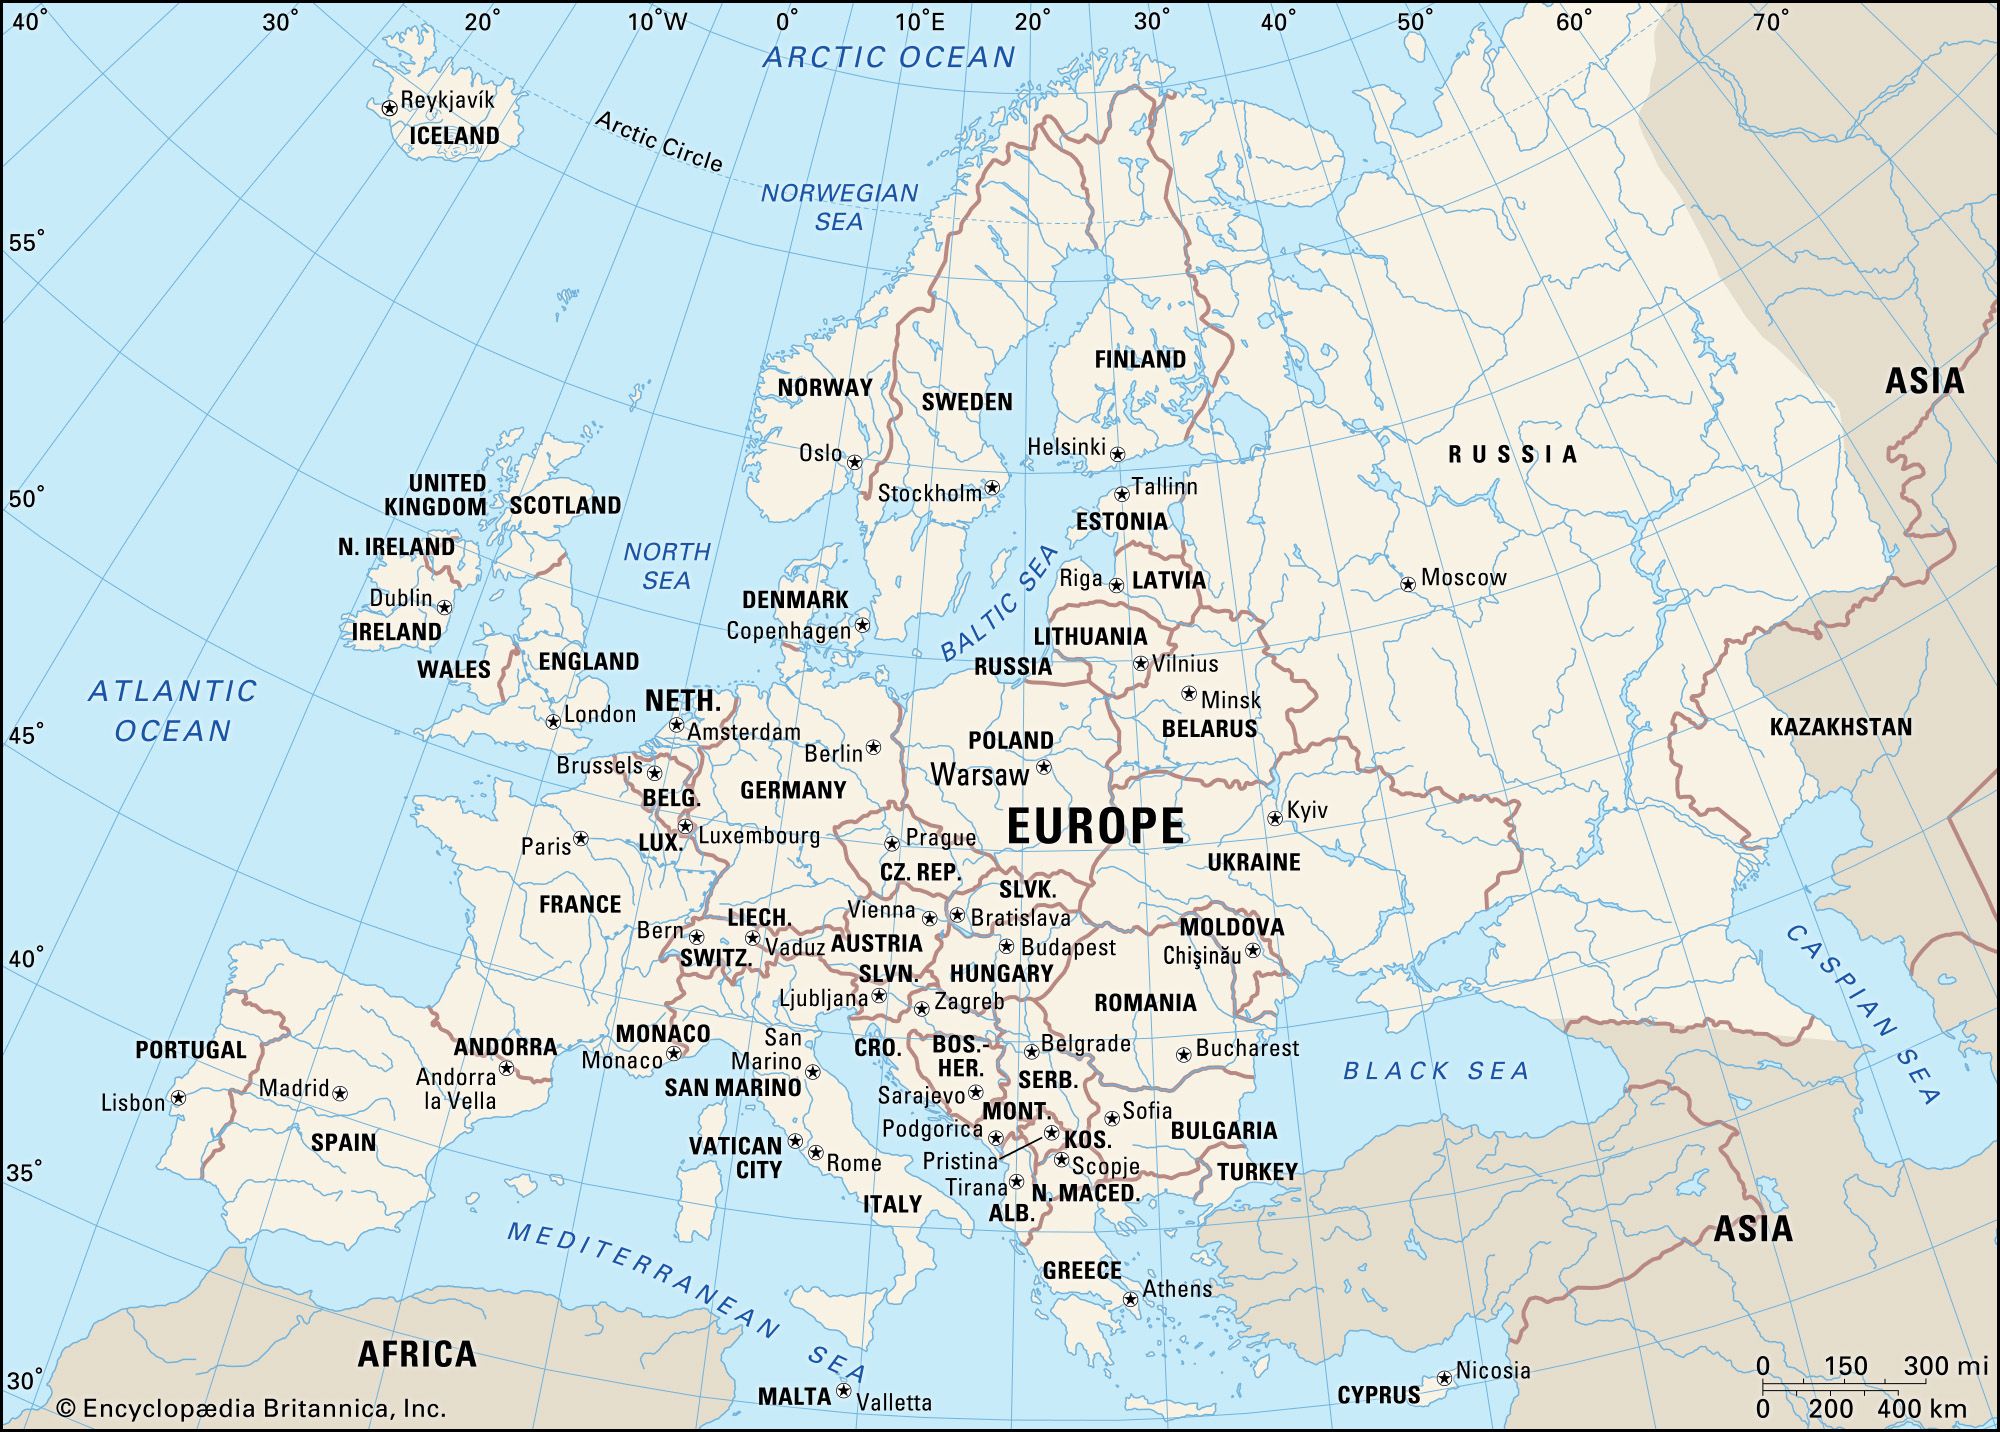 40°
30°
20°
10°W
0°
10°E
20°
30°
40°
50°
60°
70°
ARCTIC OCEAN
Reykjavík
ICELAND
Arctic Circle
NORWEGIAN
SEA
55°
FINLAND
ASIA
NORWAY
SWEDEN
Helsinki
Oslo
RUSSIA
UNITED
KINGDOM
SCOTLAND
Stockholm
Tallinn
50°
ESTONIA
N. IRELAND
NORTH
SEA
BALTIC SEA
Riga
LATVIA
Moscow
Dublin
DENMARK
IRELAND
Copenhagen
LITHUANIA
WALES
ENGLAND
RUSSIA
Vilnius
ATLANTIC
OCEAN
NETH.
Minsk
London
Amsterdam
BELARUS
KAZAKHSTAN
45°
Berlin
POLAND
Brussels
Warsaw
BELG.
GERMANY
EUROPE
Kyiv
Paris
LUX.
Luxembourg
Prague
UKRAINE
CZ. REP.
SLVK.
FRANCE
LIECH.
Vienna
Bratislava
MOLDOVA
Bern
Vaduz
AUSTRIA
Budapest
Chişinău
40°
SWITZ.
SLVN.
HUNGARY
CASPIAN SEA
Ljubljana
Zagreb
ROMANIA
PORTUGAL
ANDORRA
MONACO
Monaco
San
Marino
SAN MARINO
CRO.
BOS.-
HER.
Belgrade
Bucharest
BLACK SEA
Andorra
la Vella
SERB.
Lisbon
Madrid
Sarajevo
MONT.
Sofia
SPAIN
VATICAN
CITY
Podgorica
KOS.
BULGARIA
Rome
Pristina
Scopje
TURKEY
35°
Tirana
N. MACED.
ITALY
ALB.
ASIA
MEDITERRANEAN
SEA
GREECE
Athens
AFRICA
30°
MALTA
Valletta
Nicosia
CYPRUS
0 150 300 mi
0 200 400 km
© Encyclopædia Britannica, Inc.